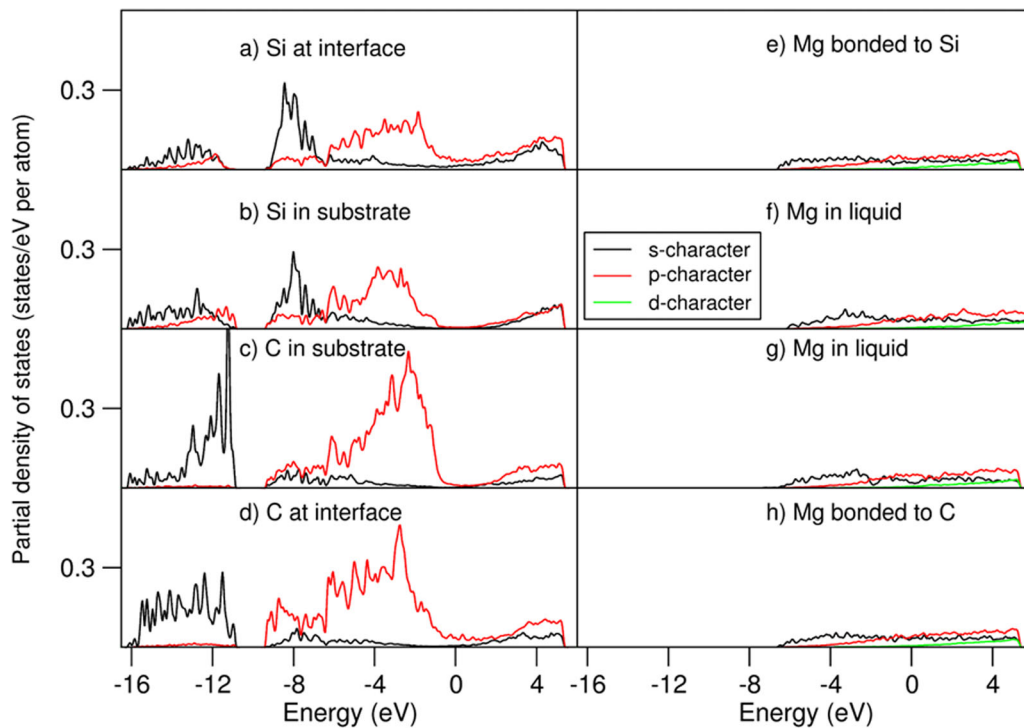 Partial density of states (states/eV per atom)
a) Si at interface
0.3
b) Si in substrate
0.3
c) C in substrate
0.3
d) C at interface
0.3
-16 -12 -8 -4 0 4
Energy (eV)
e) Mg bonded to Si
f) Mg in liquid
s-character
p-character
d-character
g) Mg in liquid
h) Mg bonded to C
-16 -12 -8 -4 0 4
Energy (eV)